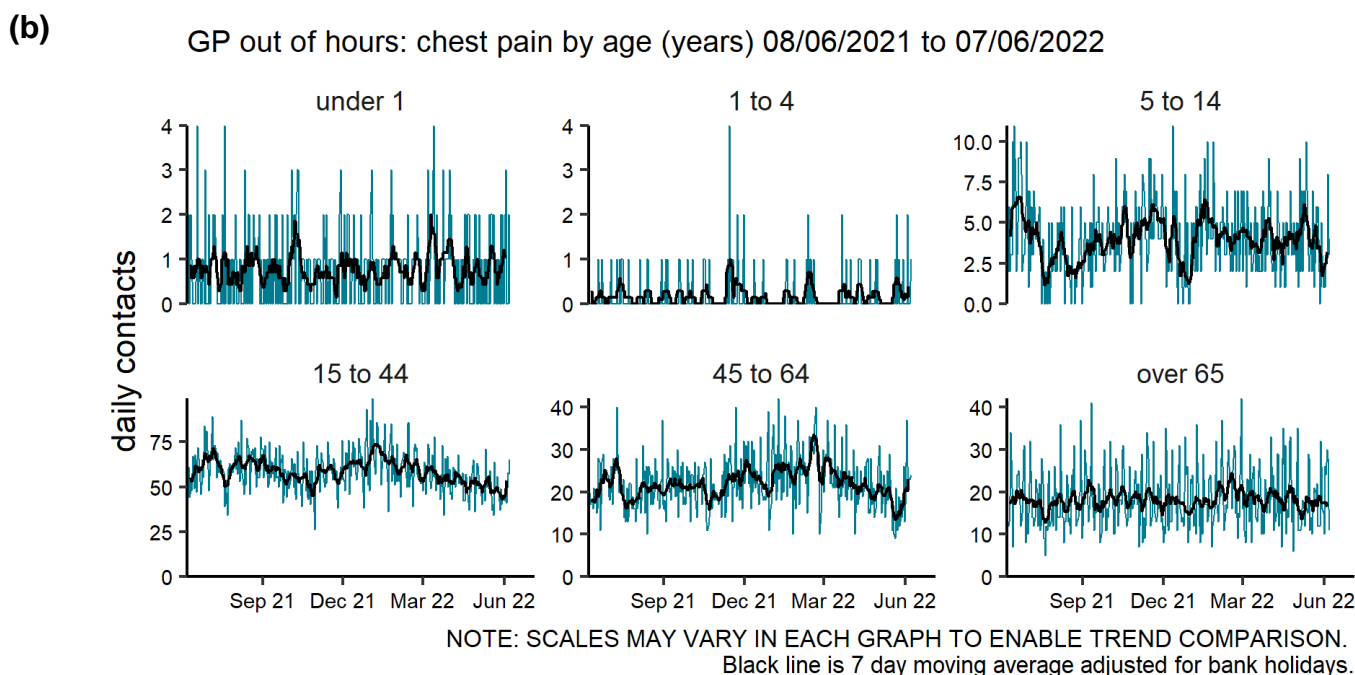 (b)
GP out of hours: chest pain by age (years) 08/06/2021 to 07/06/2022
under 1
1 to 4
5 to 14
4
3
2
1
0
4
3
2
1
0
10.0
7.5
5.0
2.5
0.0
daily contacts
15 to 44
45 to 64
over 65
75
50
25
0
40
30
20
10
0
40
30
20
10
0
Sep 21 Dec 21 Mar 22 Jun 22
Sep 21 Dec 21 Mar 22 Jun 22
Sep 21 Dec 21 Mar 22 Jun 22
NOTE: SCALES MAY VARY IN EACH GRAPH TO ENABLE TREND COMPARISON.
Black line is 7 day moving average adjusted for bank holidays.